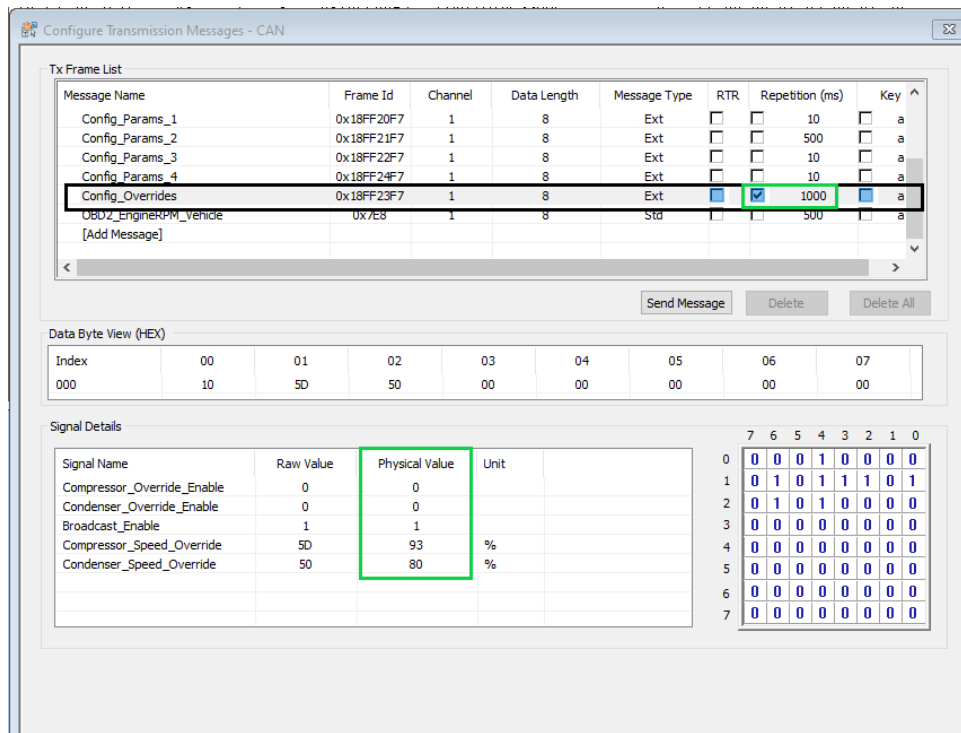 Configure Transmission Messages - CAN
Tx Frame List
Message Name Frame Id Channel Data Length Message Type RTR Repetition (ms) Key
Config_Params_1 0x18FF20F7 1 8 Ext 10 a
Config_Params_2 0x18FF21F7 1 8 Ext 500 a
Config_Params_3 0x18FF22F7 1 8 Ext 10 a
Config_Params_4 0x18FF24F7 1 8 Ext 10 a
Config_Overrides 0x18FF23F7 1 8 Ext 1000 a
OBD2_EngineRPM_Vehicle 0x7E8 1 8 Std 500 a
[Add Message]
Send Message Delete Delete All
Data Byte View (HEX)
Index 00 01 02 03 04 05 06 07
000 10 5D 50 00 00 00 00 00
Signal Details
7 6 5 4 3 2 1 0
Signal Name Raw Value Physical Value Unit
Compressor_Override_Enable 0 0
Condenser_Override_Enable 0 0
Broadcast_Enable 1 1
Compressor_Speed_Override 5D 93 %
Condenser_Speed_Override 50 80 %
0 0 0 0 1 0 0 0 0
1 0 1 0 1 1 1 0 1
2 0 1 0 1 0 0 0 0
3 0 0 0 0 0 0 0 0
4 0 0 0 0 0 0 0 0
5 0 0 0 0 0 0 0 0
6 0 0 0 0 0 0 0 0
7 0 0 0 0 0 0 0 0